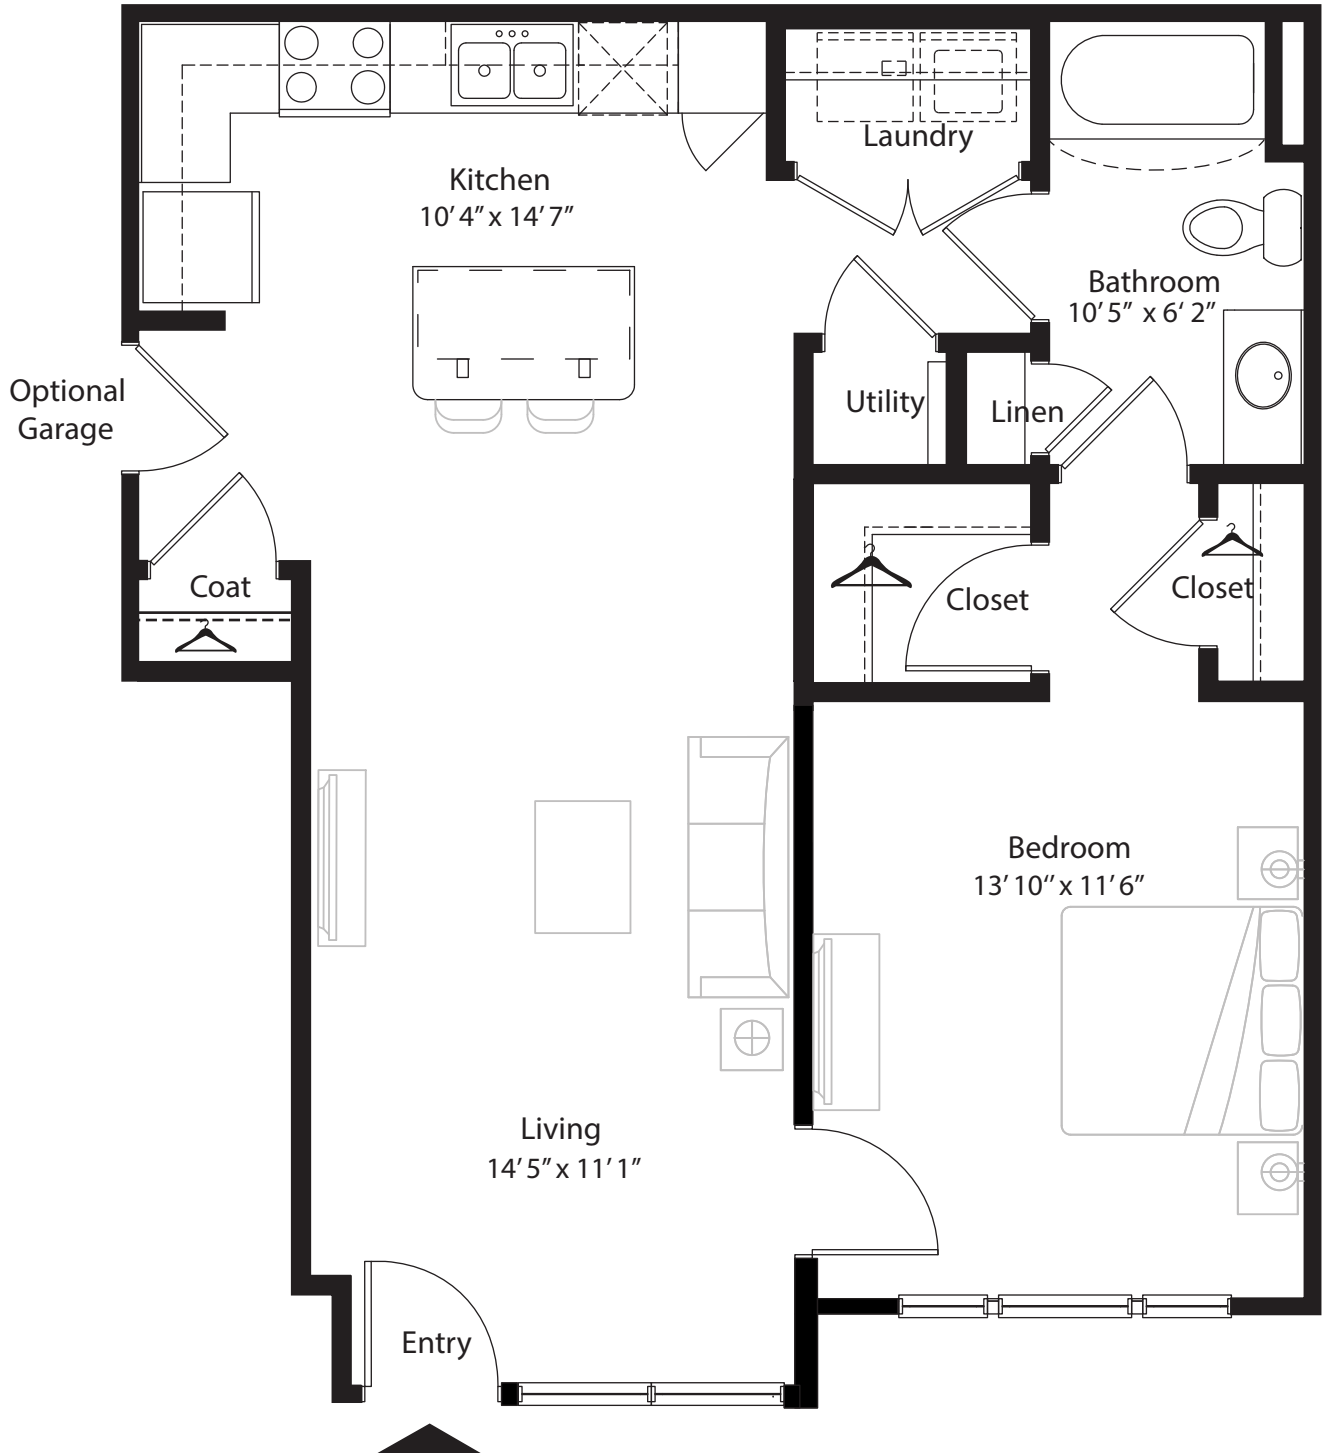 Laundry
Kitchen
10' 4" x 14' 7"
Bathroom
10' 5"  x 6' 2"
Optional
Garage
Utility
Linen
Coat
Closet
Closet
Bedroom
13' 10" x 11' 6"
Living
14' 5" x 11' 1"
Entry